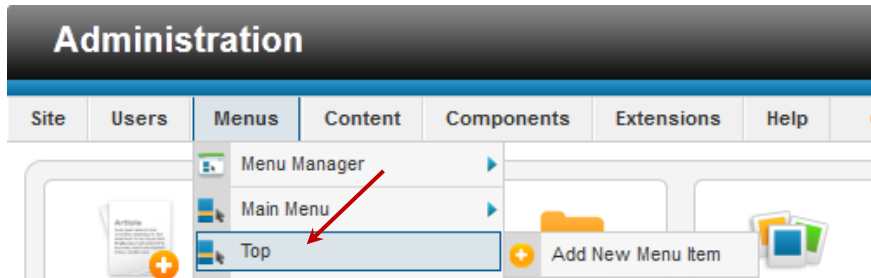 Administration
Site Users Menus Content Components Extensions Help
Menu Manager
Main Menu
Article
Top
Add New Menu Item